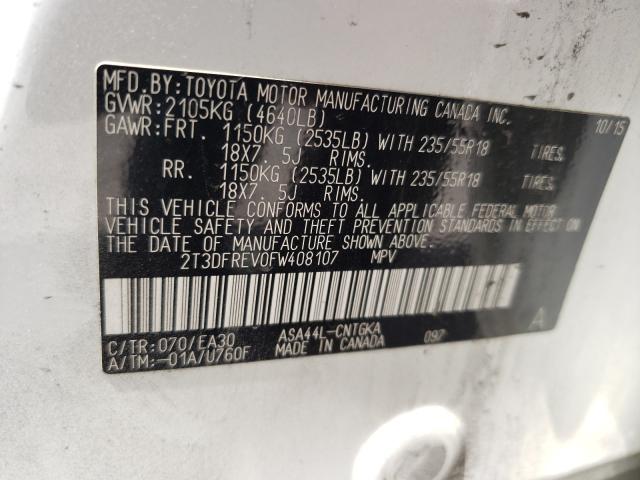 MFD.BY:TOYOTA MOTOR MANUFACTURING CANADA INC. 10/15
GVWR:2105KG (4640LB)
GAWR:FRT. 1150KG (2535LB) WITH 235/55R18 TIRES,
18X7. 5J RIMS.
RR. 1150KG (2535LB) WITH 235/55R18 TIRES,
18X7. 5J RIMS.
THIS VEHICLE CONFORMS TO ALL APPLICABLE FEDERAL MOTOR
VEHICLE SAFETY AND THEFT PREVENTION STANDARDS IN EFFECT ON
THE DATE OF MANUFACTURE SHOWN ABOVE.
2T3DFREV0FW408107 MPV
A
C/TR:070/EA30 ASA44L-CNTGKA 097
A/TM:-01A/U760F MADE IN CANADA